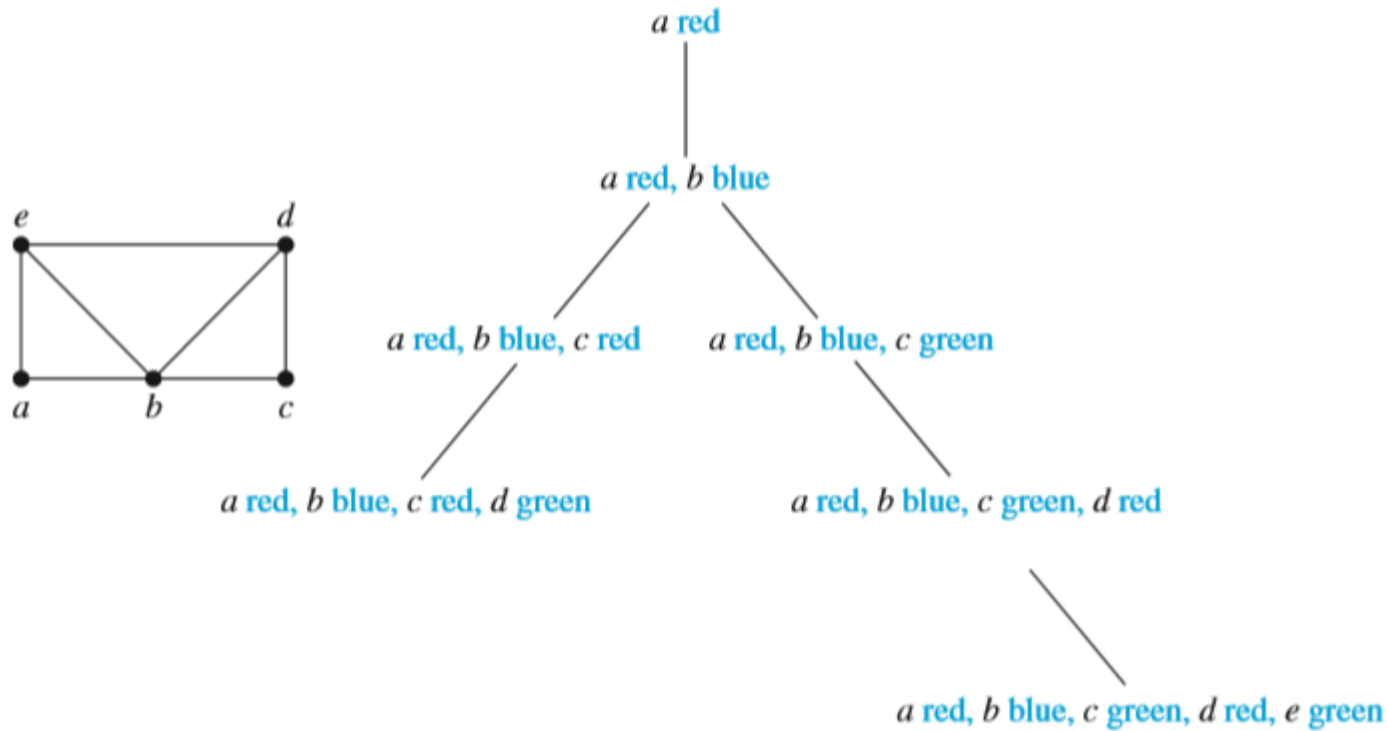 a red
a red, b blue
e d
a red, b blue, c red a red, b blue, c green
a b c
a red, b blue, c red, d green a red, b blue, c green, d red
a red, b blue, c green, d red, e green